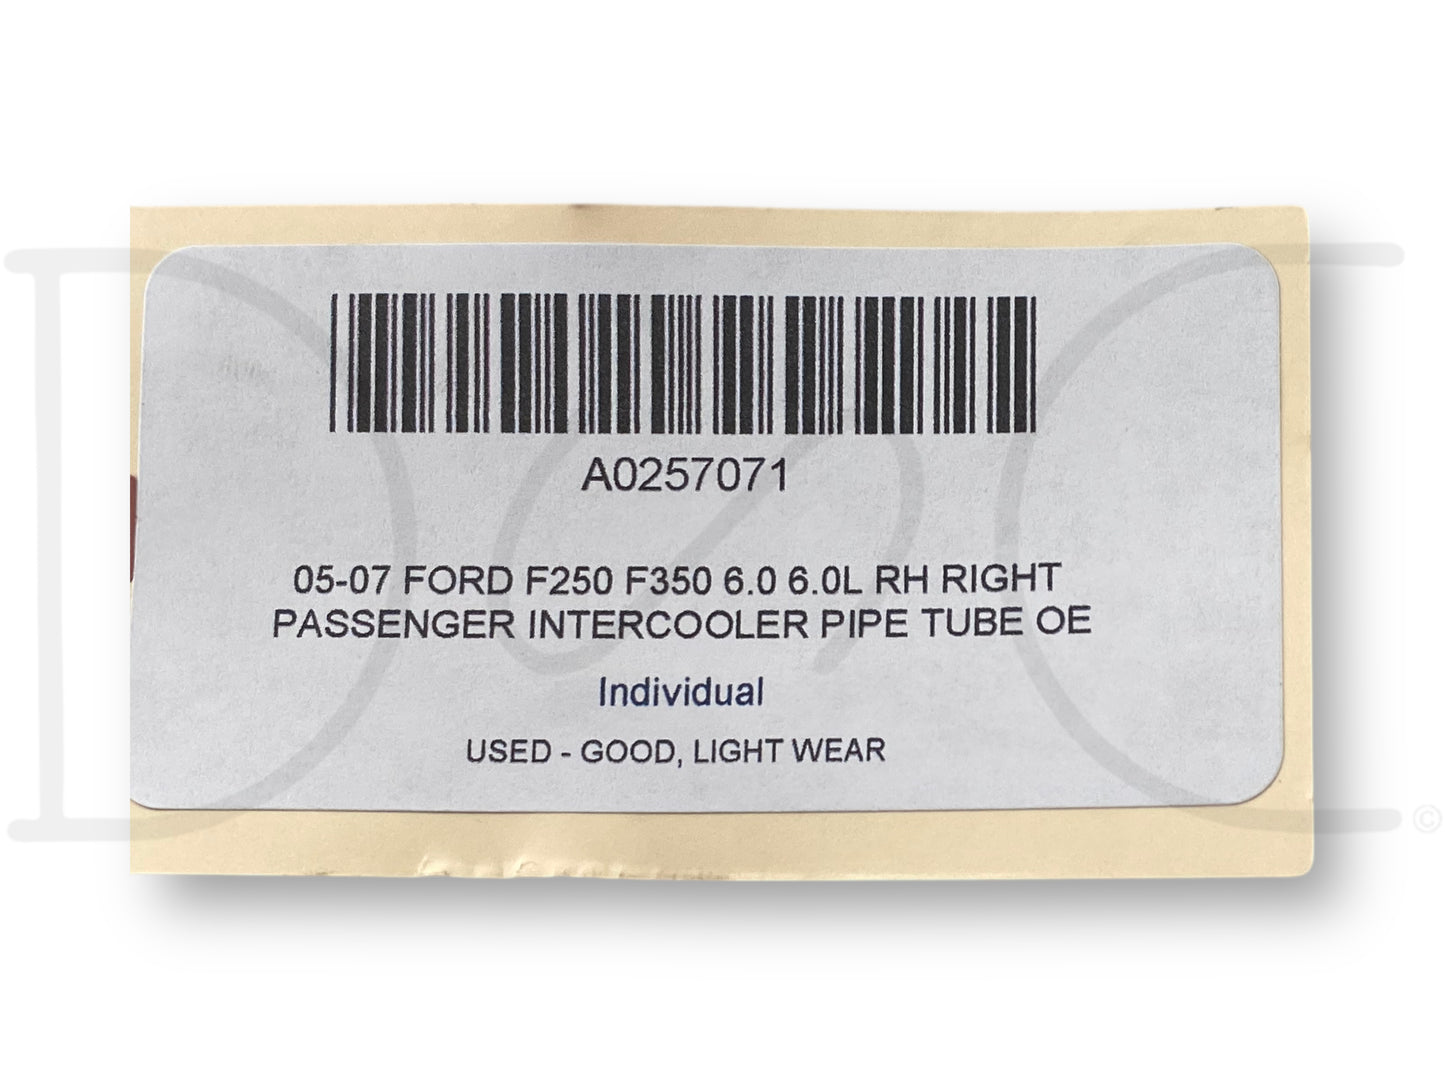 A0257071
05-07 FORD F250 F350 6.0 6.0L RH RIGHT
PASSENGER INTERCOOLER PIPE TUBE OE
Individual
USED - GOOD, LIGHT WEAR
©